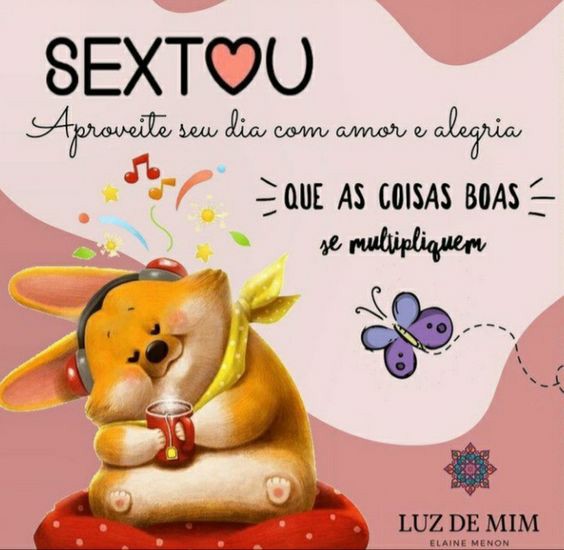 SEXTOU
Aproveite seu dia com amor e alegria
QUE AS COISAS BOAS
se multipliquem
LUZ DE MIM
ELAINE MENON